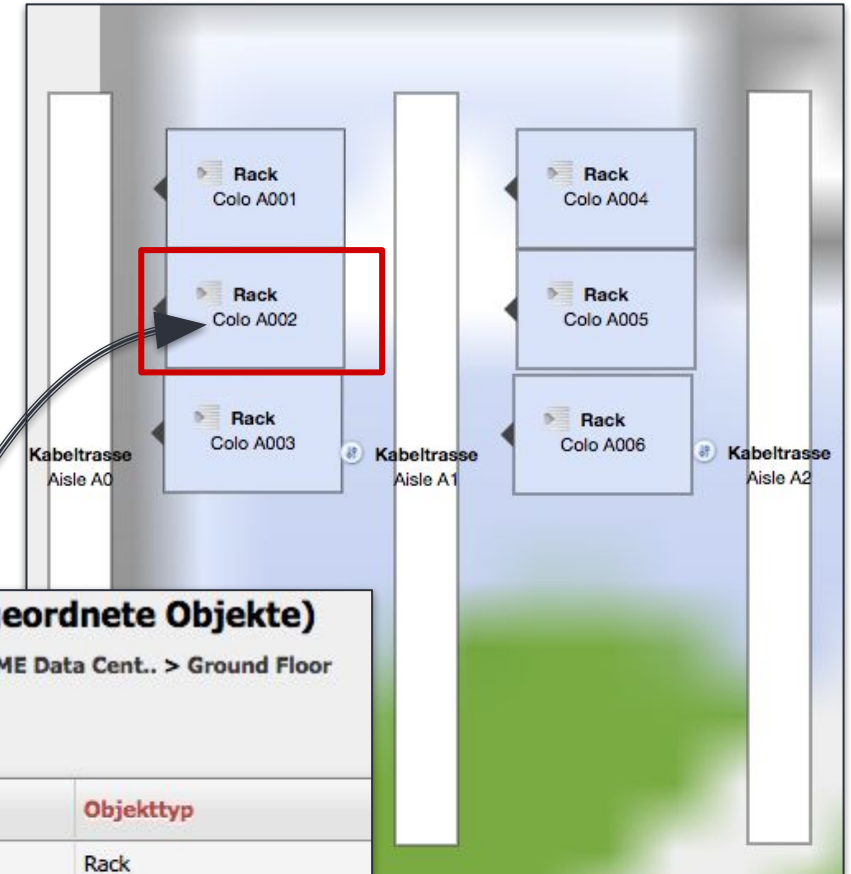 Rack
Colo A001
Rack
Colo A004
Rack
Colo A002
Rack
Colo A005
Rack
Colo A003
Rack
Colo A006
Kabeltrasse
Aisle A0
Kabeltrasse
Aisle A1
Kabeltrasse
Aisle A2
geordnete Objekte)
ME Data Cent.. > Ground Floor
Objekttyp
Rack